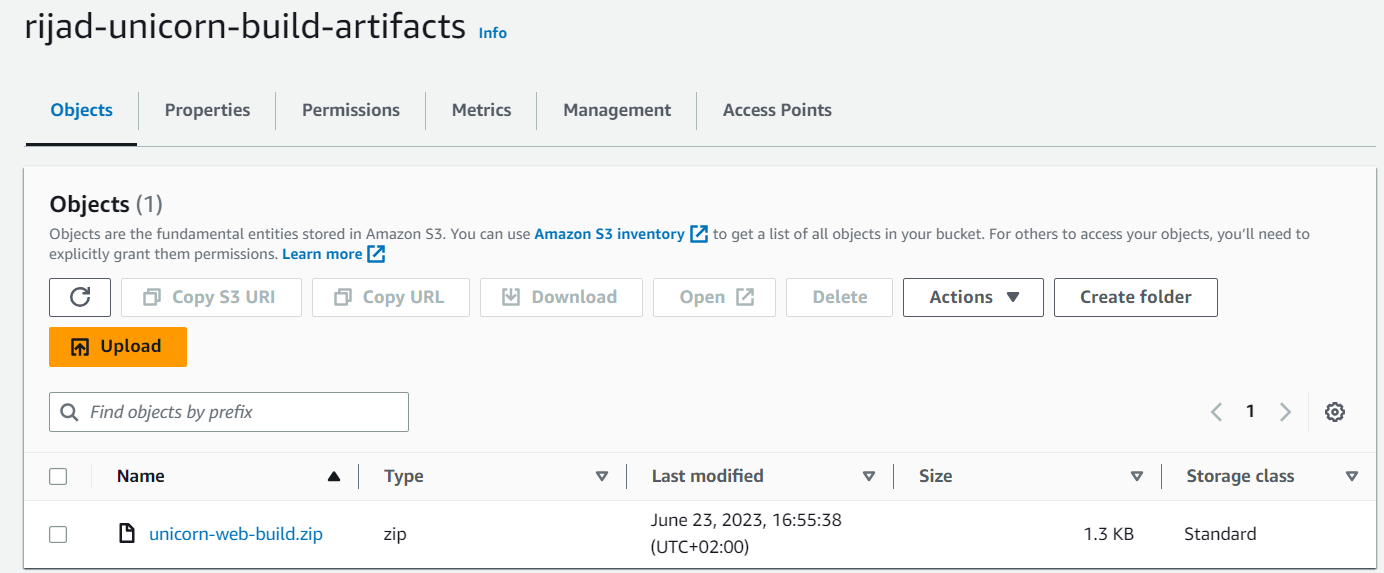 rijad-unicorn-build-artifacts Info
Objects Properties Permissions Metrics Management Access Points
Objects (1)
Objects are the fundamental entities stored in Amazon S3. You can use Amazon S3 inventory to get a list of all objects in your bucket. For others to access your objects, you'll need to
explicitly grant them permissions. Learn more
Copy S3 URI Copy URL Download Open Delete Actions Create folder
Upload
Find objects by prefix 1
Name Type Last modified Size Storage class
unicorn-web-build.zip zip June 23, 2023, 16:55:38 1.3 KB Standard
(UTC+02:00)